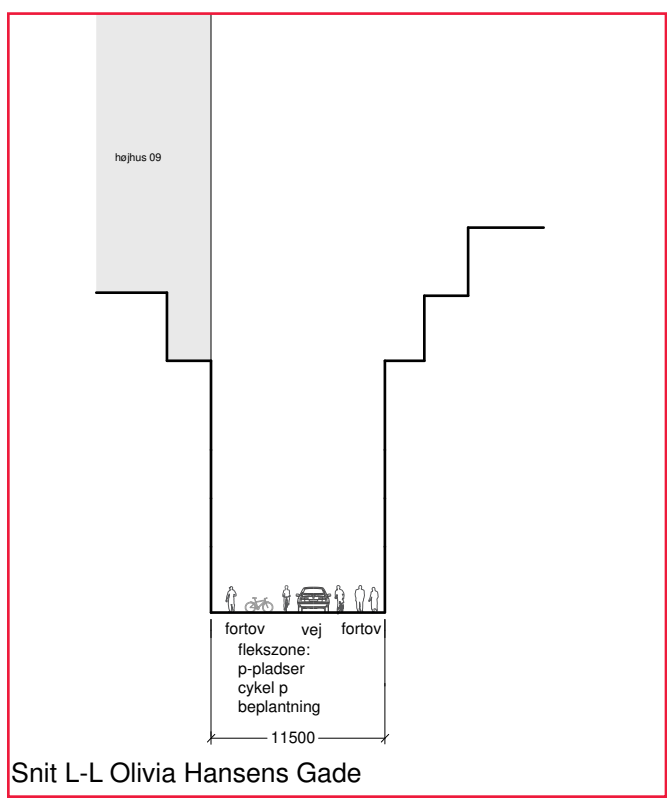 højhus 09
fortov vej fortov
flekszone:
p-pladser
cykel p
beplantning
11500
Snit L-L Olivia Hansens Gade